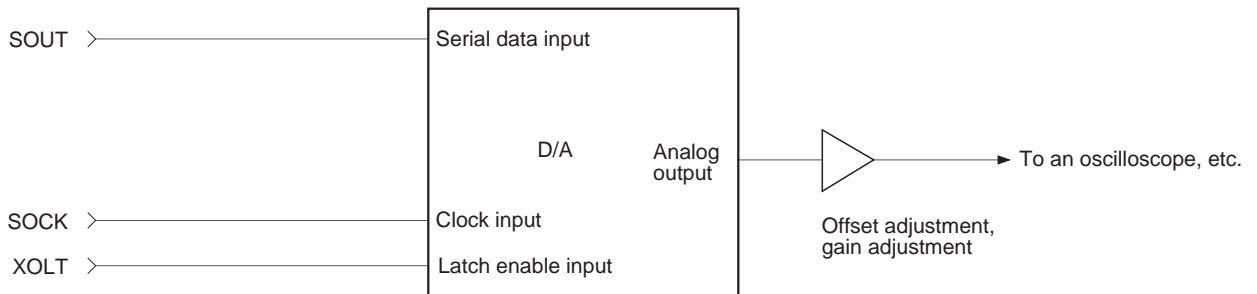 SOUT
Serial data input
D/A
Analog
output
To an oscilloscope, etc.
SOCK
Clock input
Offset adjustment,
gain adjustment
XOLT
Latch enable input